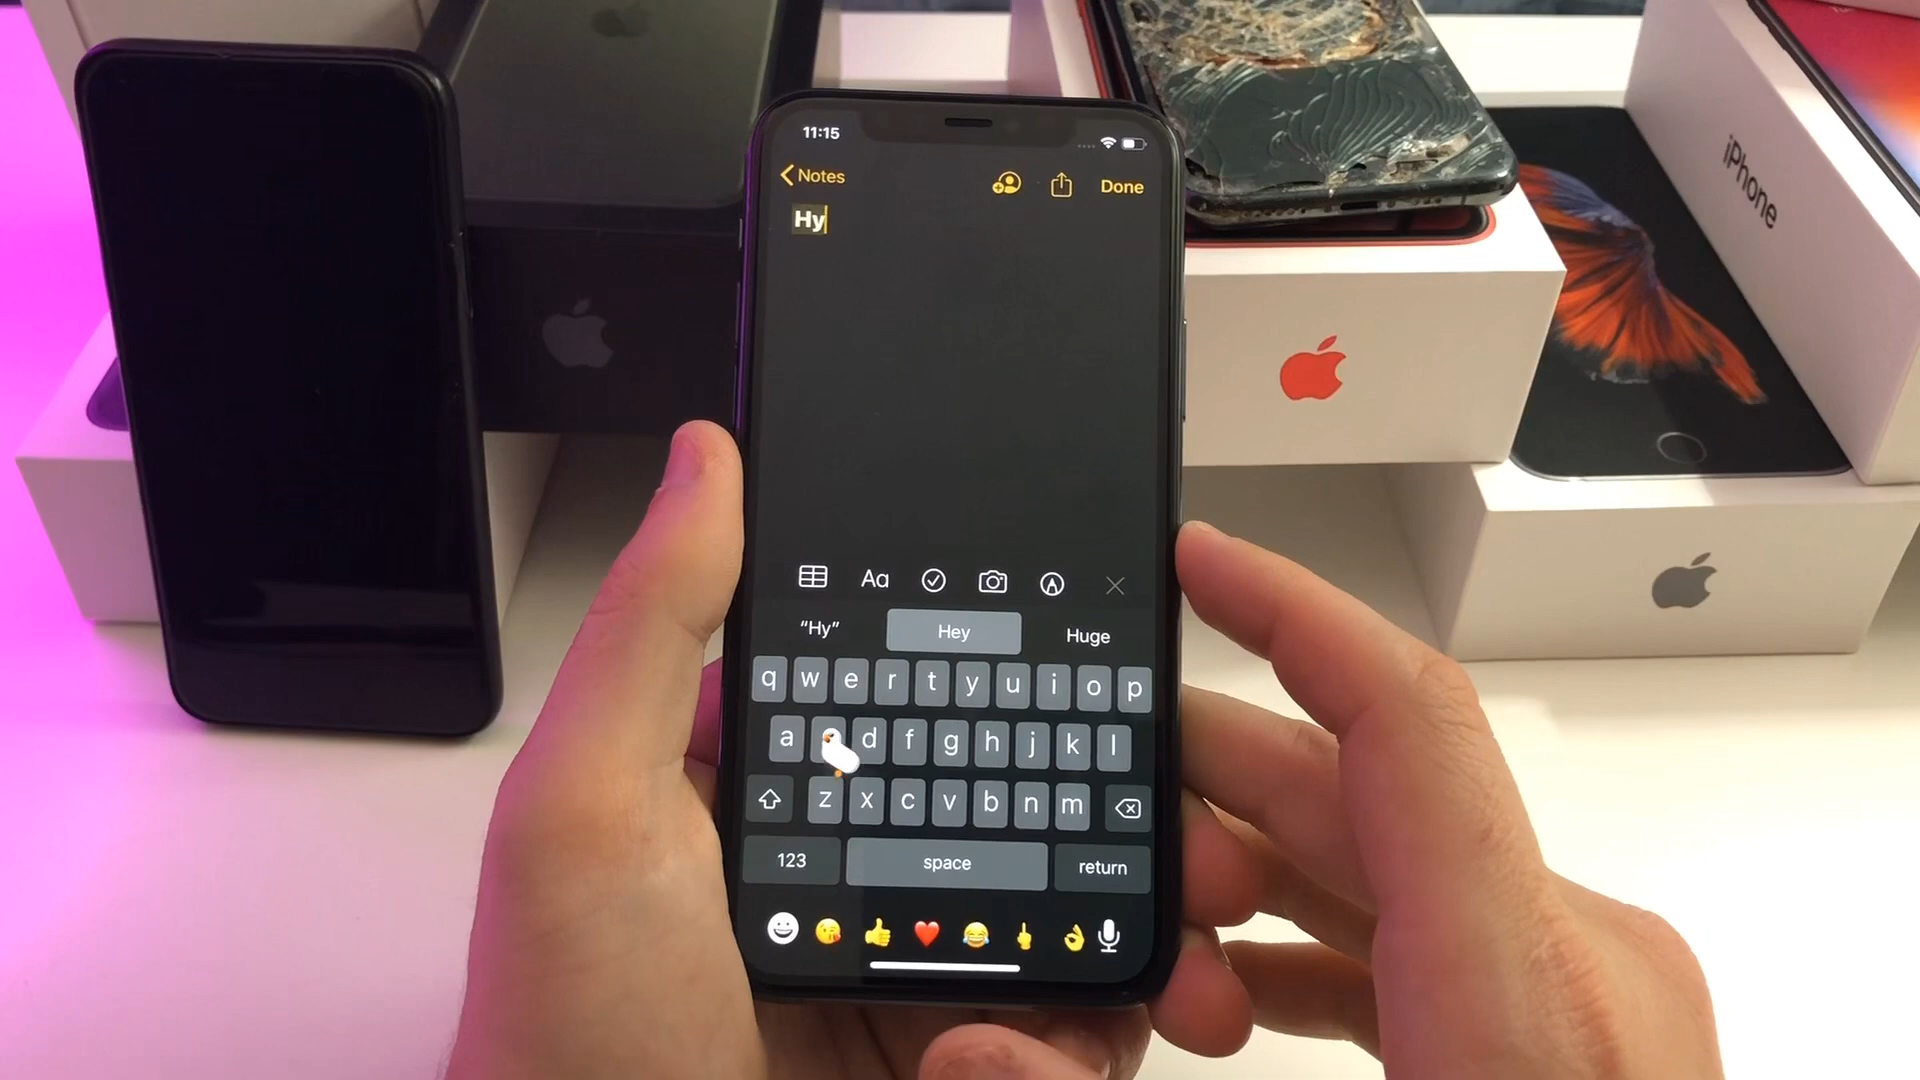 11:15
Notes
Done
Hy
Aa
"Hy" Hey Huge
q w e r t y u i o p
a d f g h j k l
z x c v b n m
123 space return
iPhone